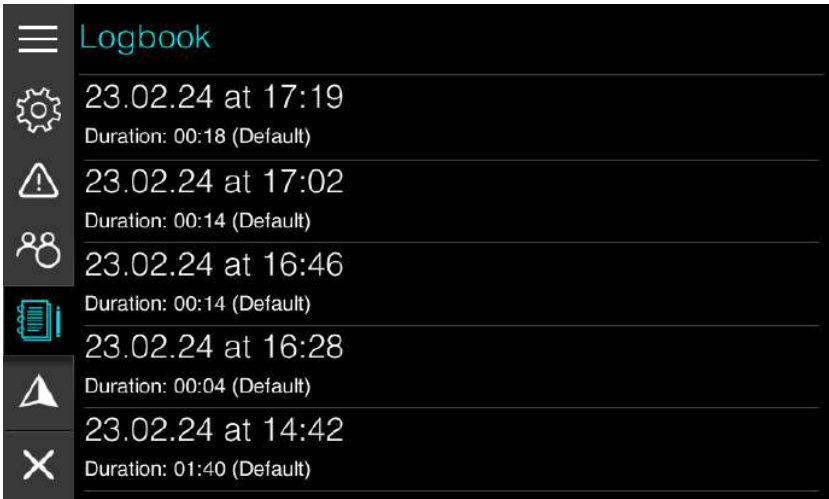 Logbook
23.02.24 at 17:19
Duration: 00:18 (Default)
23.02.24 at 17:02
Duration: 00:14 (Default)
23.02.24 at 16:46
Duration: 00:14 (Default)
23.02.24 at 16:28
Duration: 00:04 (Default)
23.02.24 at 14:42
Duration: 01:40 (Default)